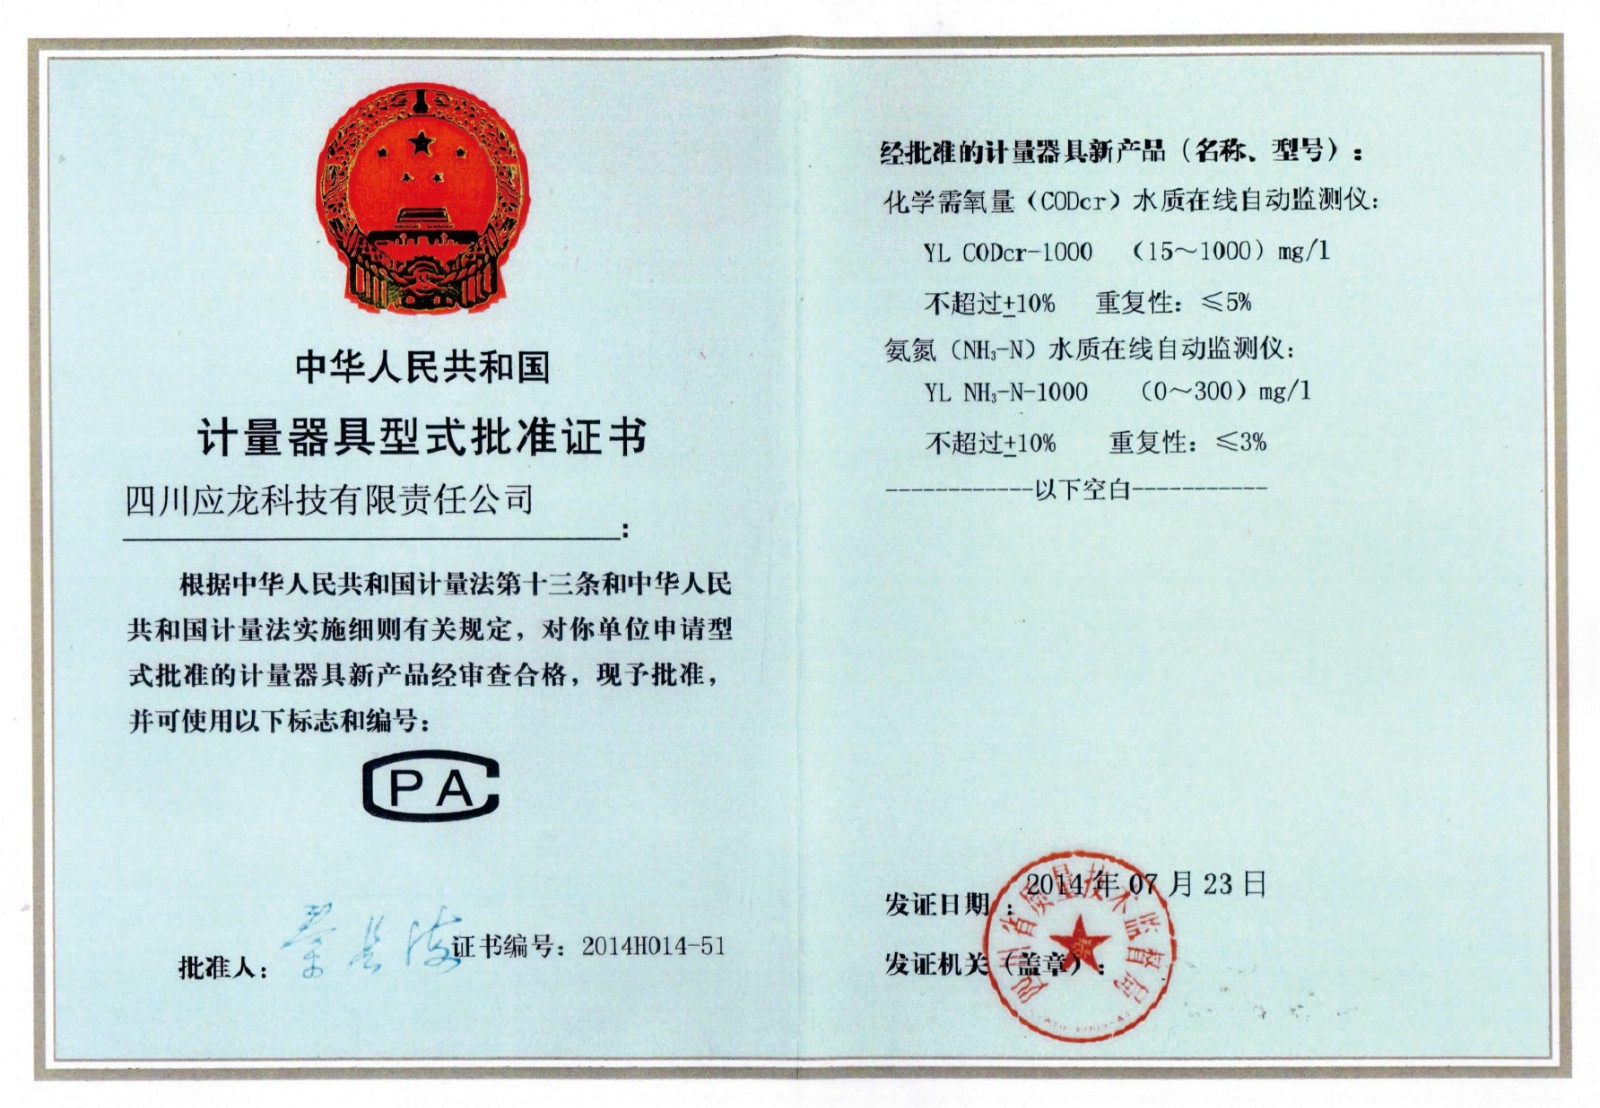 中华人民共和国
计量器具型式批准证书
四川应龙科技有限责任公司
:
根据中华人民共和国计量法第十三条和中华人民
共和国计量法实施细则有关规定，对你单位申请型
式批准的计量器具新产品经审查合格，现予批准，
并可使用以下标志和编号：
CPA
证书编号：2014H014-51
批准人：
经批准的计量器具新产品（名称、型号）：
化学需氧量（CODcr）水质在线自动监测仪：
YL CODcr-1000 （15～1000）mg/l
不超过±10% 重复性：≤5%
氨氮（NH₃-N）水质在线自动监测仪：
YL NH₃-N-1000 （0～300）mg/l
不超过±10% 重复性：≤3%
------------以下空白-----------
2014年07月23日
发证日期：
发证机关（盖章）：
四川省质量技术监督局